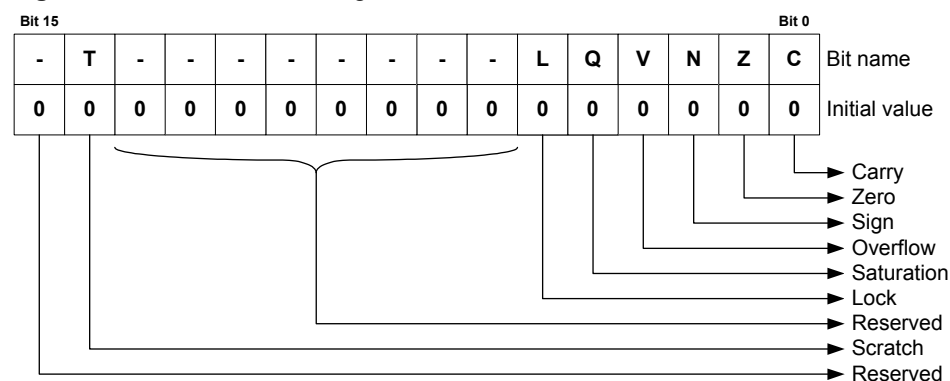 Bit 15 Bit 0
- T - - - - - - - - L Q V N Z C Bit name
0 0 0 0 0 0 0 0 0 0 0 0 0 0 0 0 Initial value
Carry
Zero
Sign
Overflow
Saturation
Lock
Reserved
Scratch
Reserved